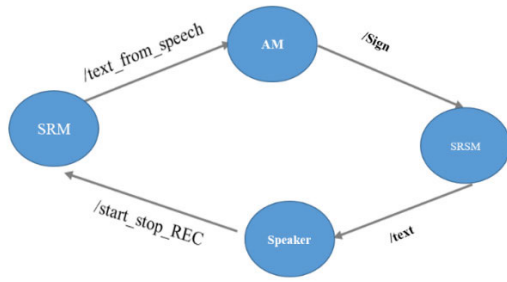 /text_from_speech
AM
/Sign
SRM
SRSM
/start_stop_REC
Speaker
/text